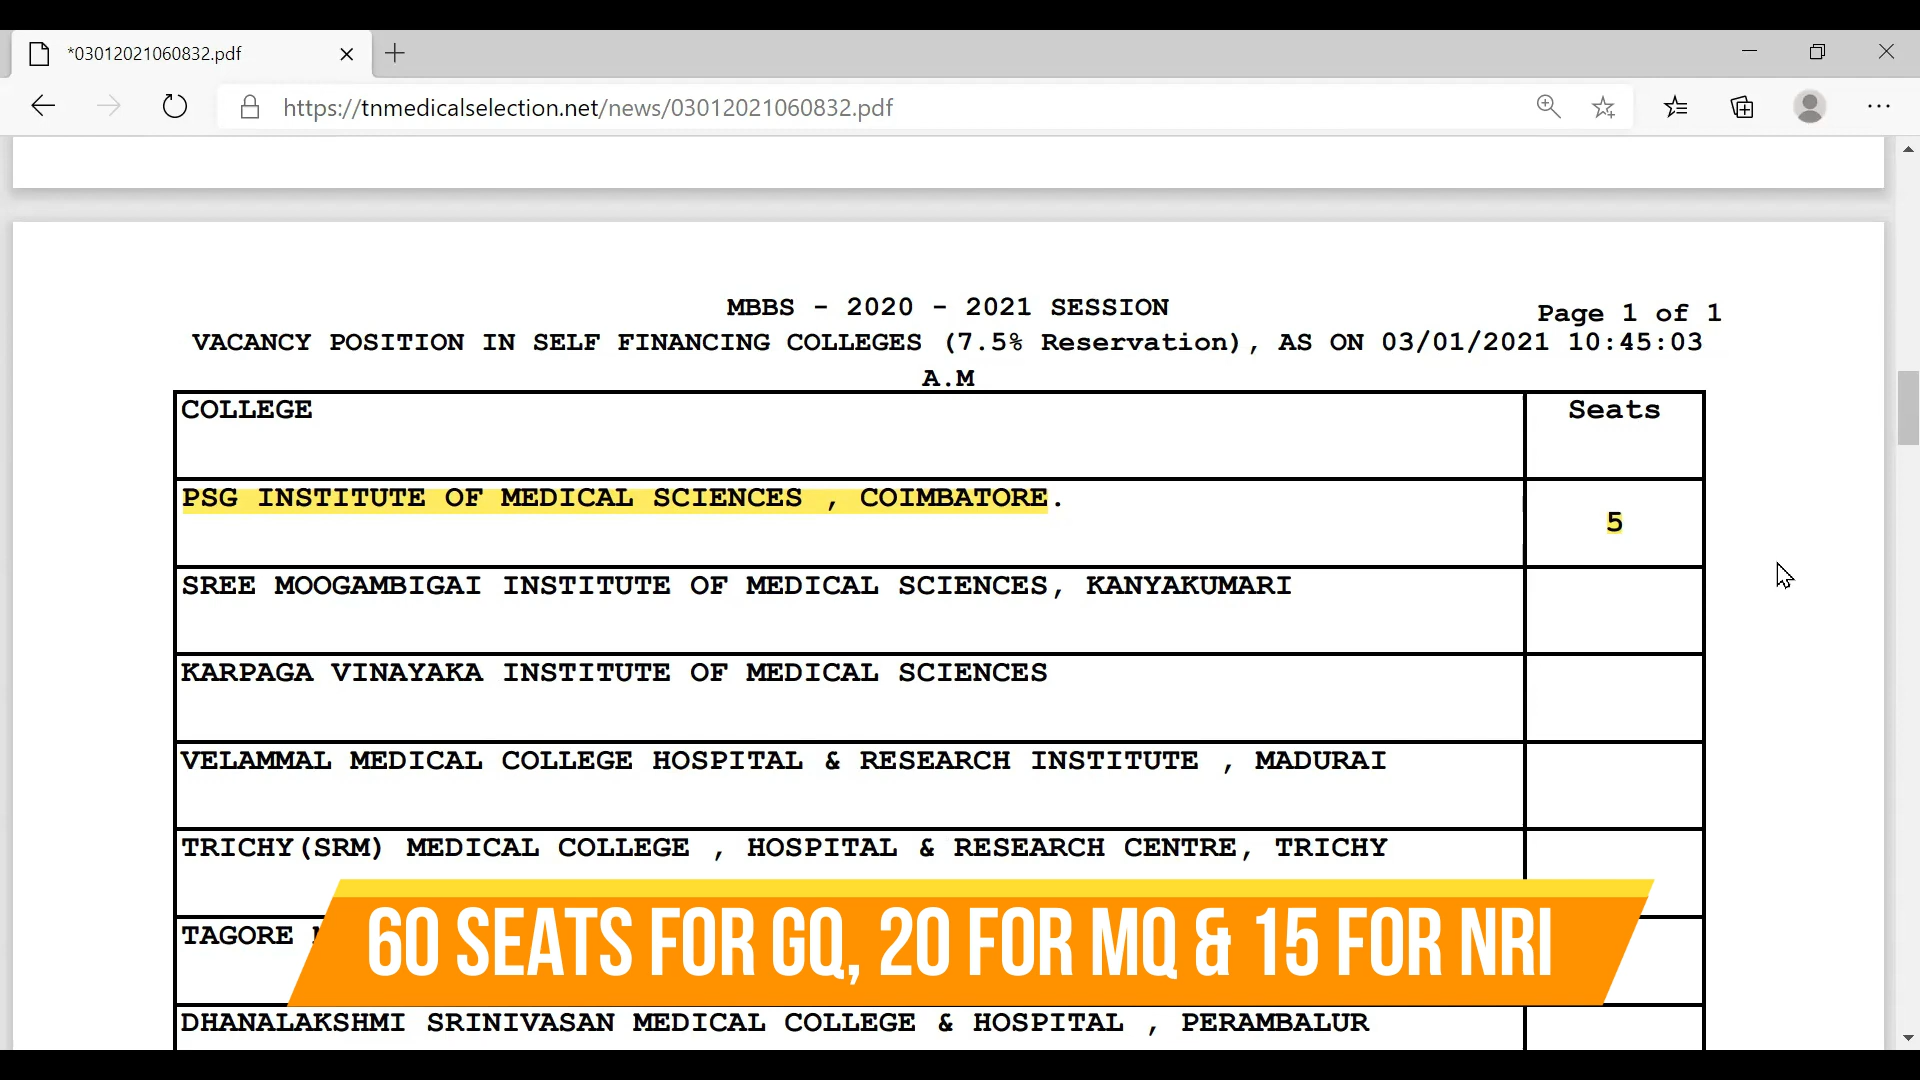 *03012021060832.pdf
https://tnmedicalselection.net/news/03012021060832.pdf
MBBS - 2020 - 2021 SESSION
Page 1 of 1
VACANCY POSITION IN SELF FINANCING COLLEGES (7.5% Reservation), AS ON 03/01/2021 10:45:03
A.M
COLLEGE Seats
PSG INSTITUTE OF MEDICAL SCIENCES , COIMBATORE. 5
SREE MOOGAMBIGAI INSTITUTE OF MEDICAL SCIENCES, KANYAKUMARI
KARPAGA VINAYAKA INSTITUTE OF MEDICAL SCIENCES
VELAMMAL MEDICAL COLLEGE HOSPITAL & RESEARCH INSTITUTE , MADURAI
TRICHY(SRM) MEDICAL COLLEGE , HOSPITAL & RESEARCH CENTRE, TRICHY
TAGORE
60 SEATS FOR GQ, 20 FOR MQ & 15 FOR NRI
DHANALAKSHMI SRINIVASAN MEDICAL COLLEGE & HOSPITAL , PERAMBALUR